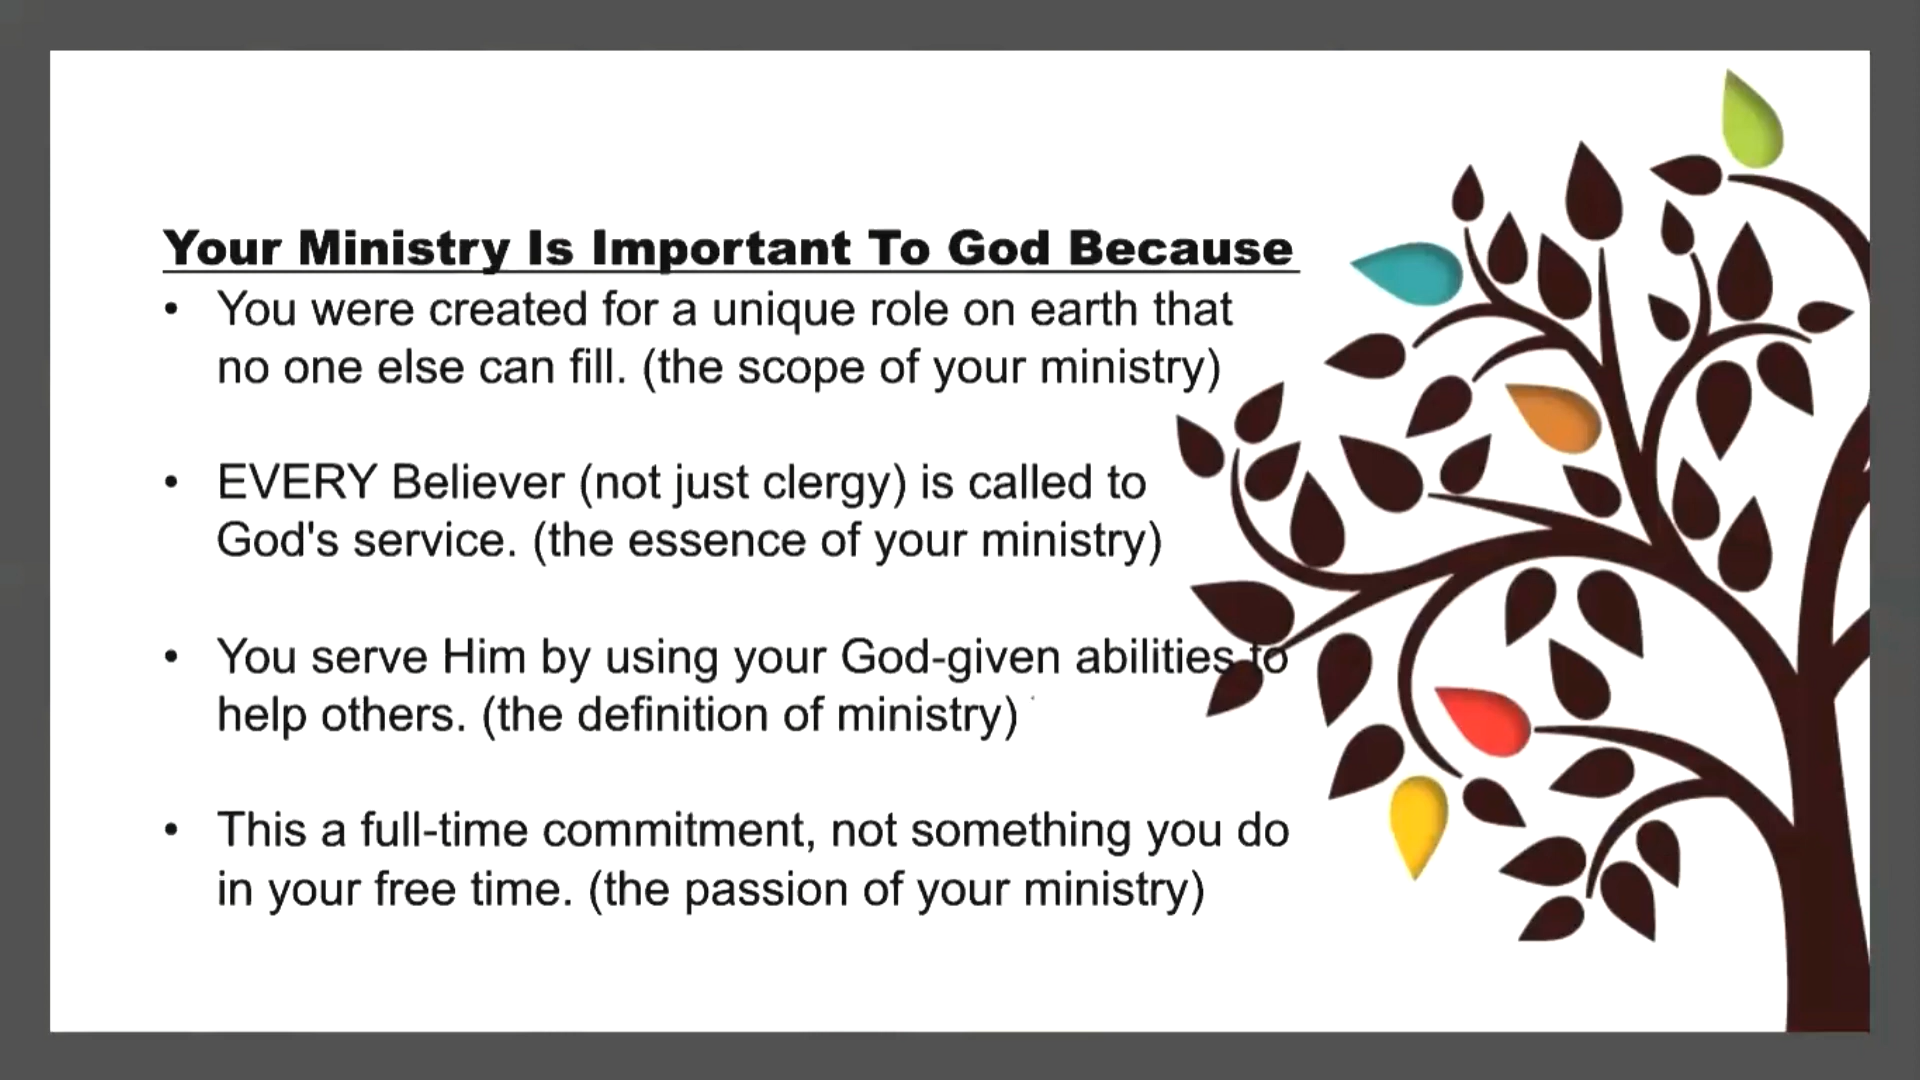 Your Ministry Is Important To God Because
• You were created for a unique role on earth that
no one else can fill. (the scope of your ministry)
• EVERY Believer (not just clergy) is called to
God's service. (the essence of your ministry)
• You serve Him by using your God-given abilities to
help others. (the definition of ministry)
• This a full-time commitment, not something you do
in your free time. (the passion of your ministry)